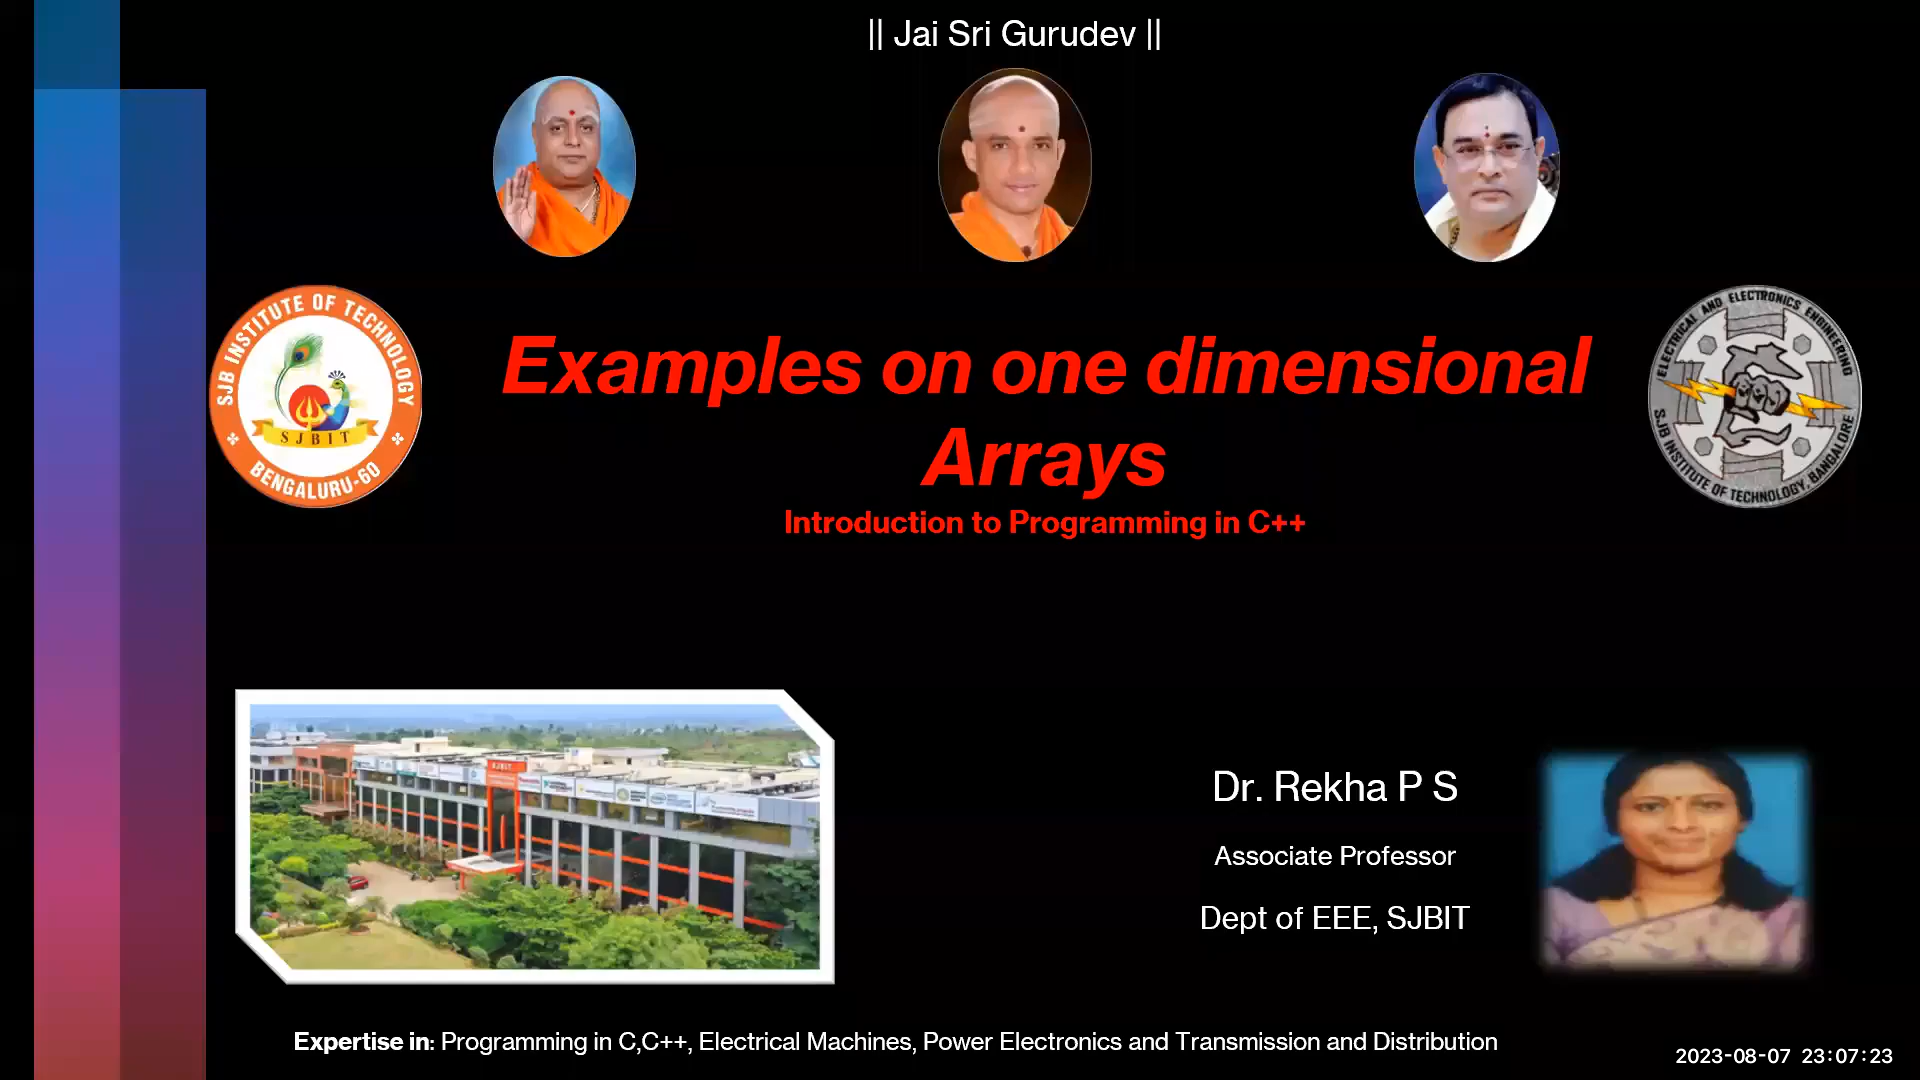 || Jai Sri Gurudev ||
SJB INSTITUTE OF TECHNOLOGY
SJBIT
BENGALURU-60
Examples on one dimensional
Arrays
Introduction to Programming in C++
ELECTRICAL AND ELECTRONICS ENGINEERING
SJB INSTITUTE OF TECHNOLOGY, BANGALORE
SJBIT
Dr. Rekha P S
Associate Professor
Dept of EEE, SJBIT
Expertise in: Programming in C,C++, Electrical Machines, Power Electronics and Transmission and Distribution
2023-08-07 23:07:23